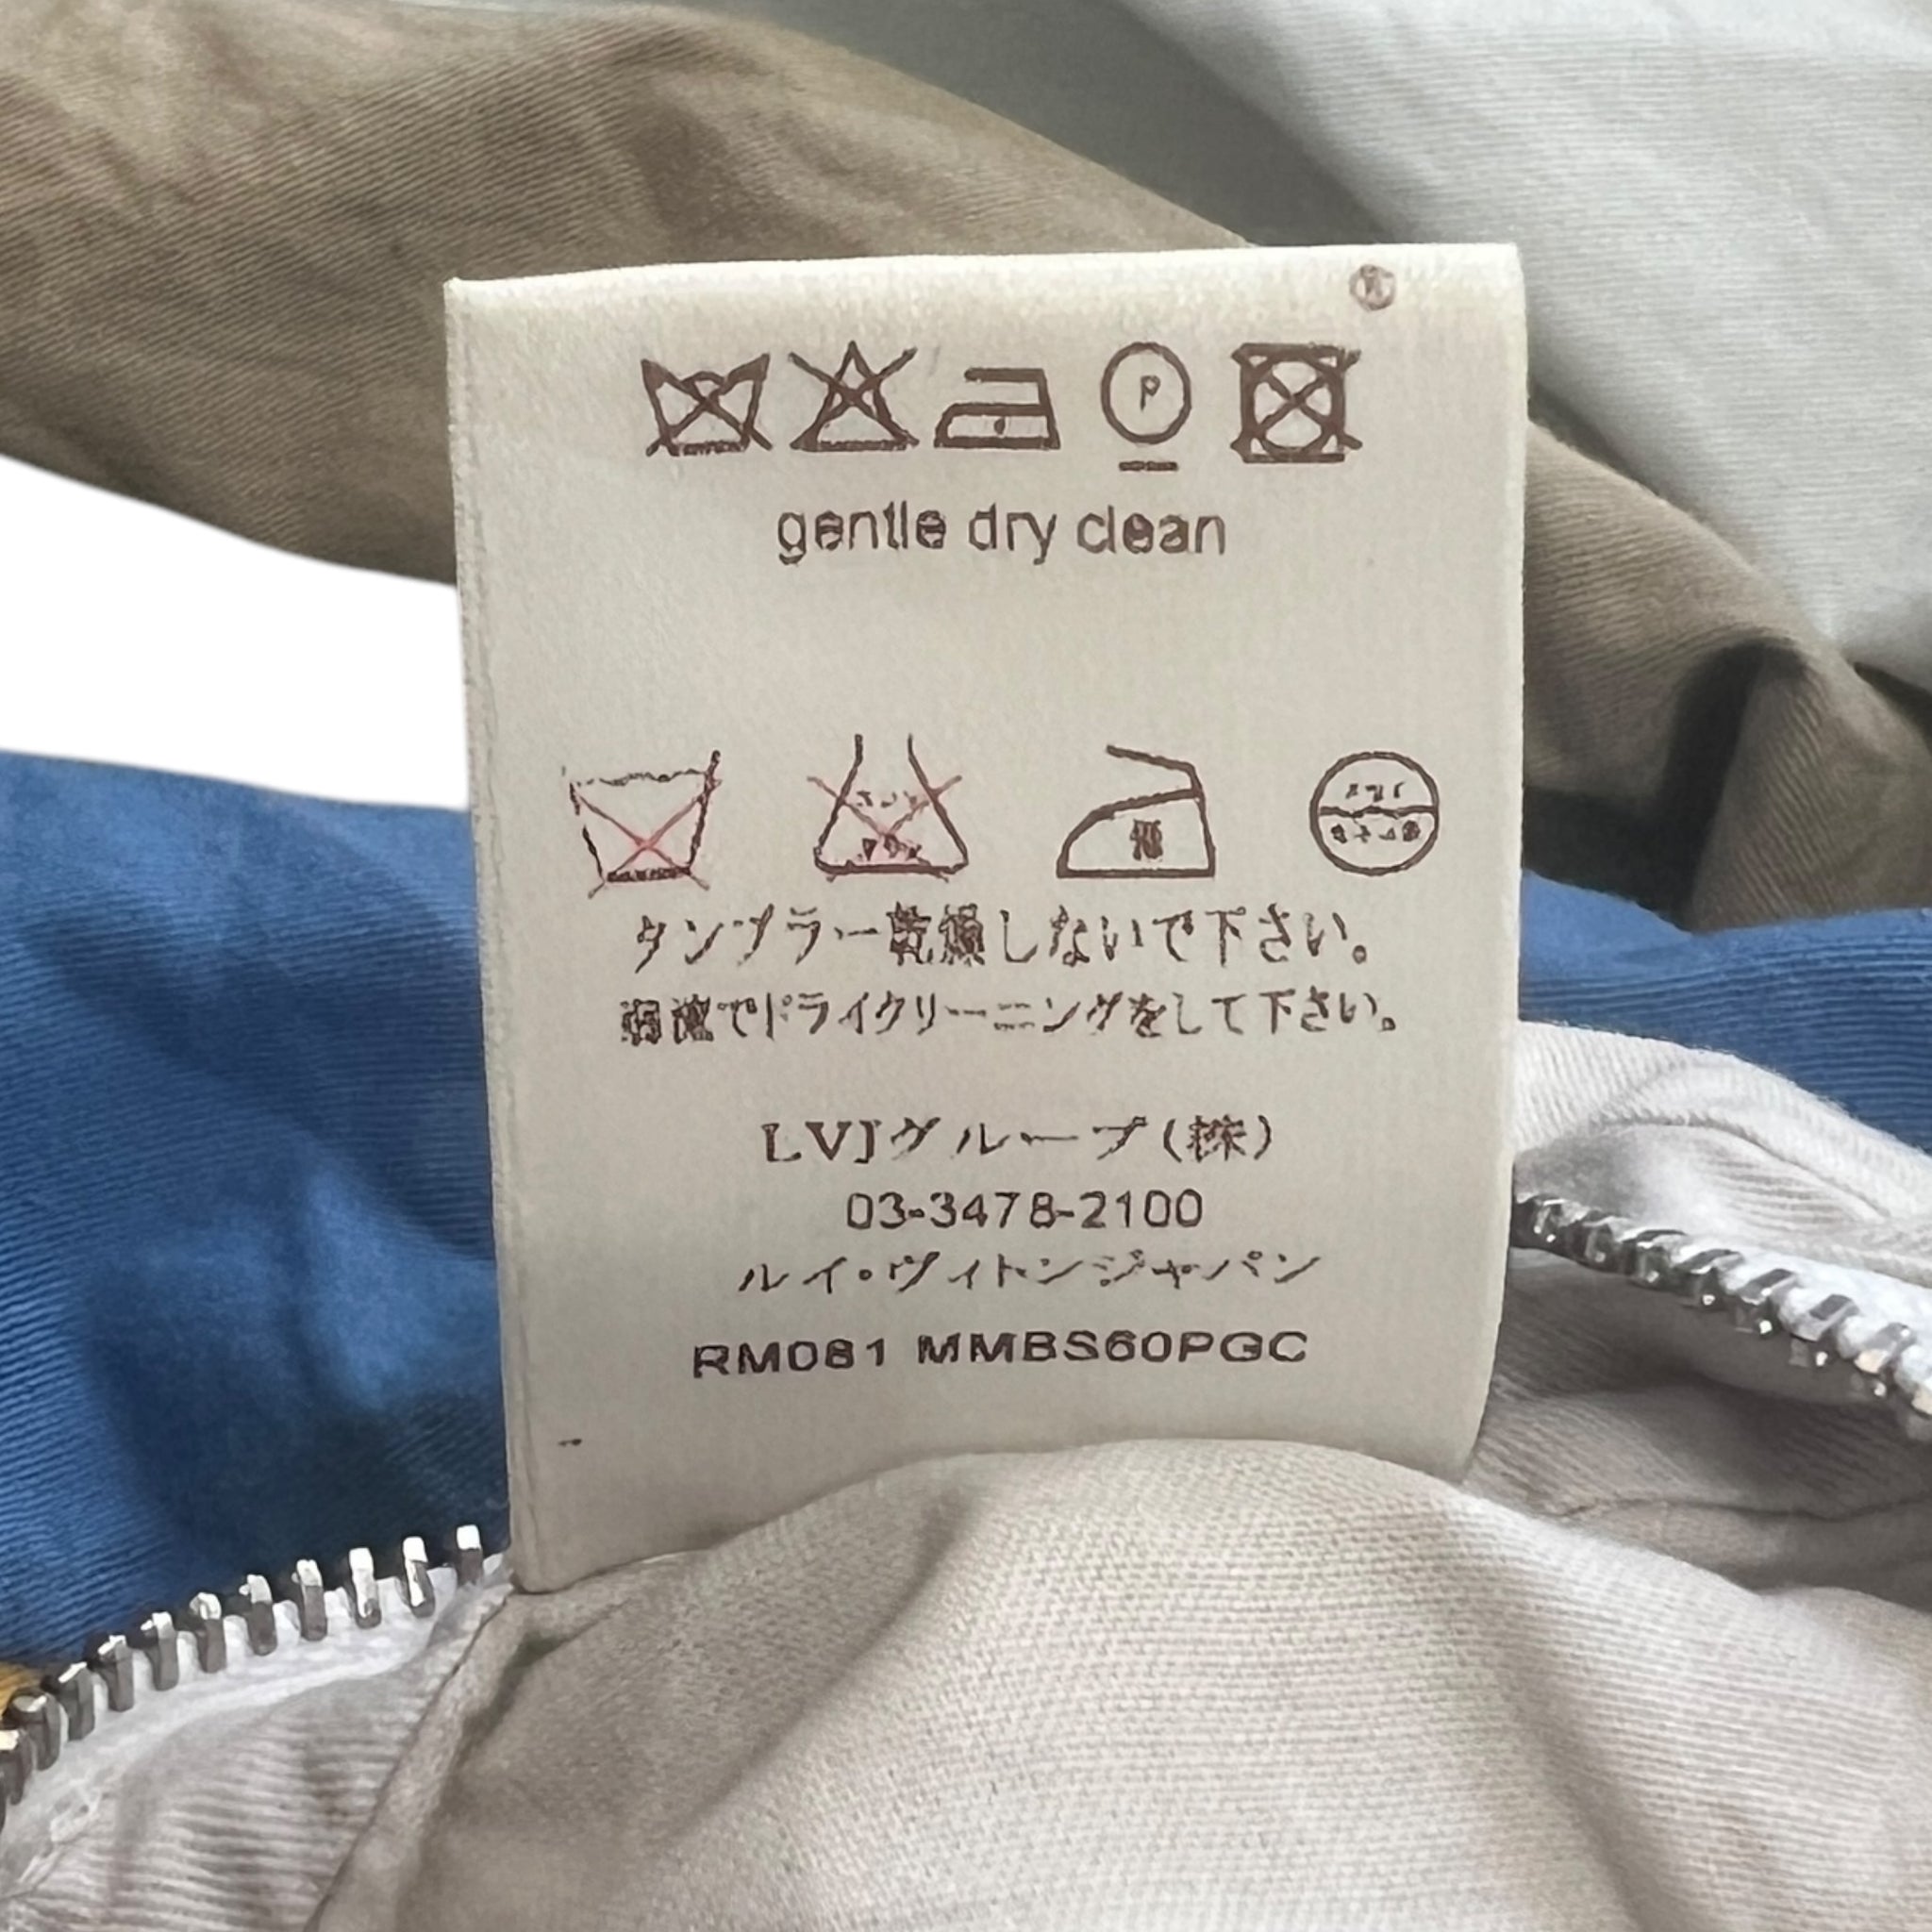 P
gentle dry clean
タンブラー乾燥しないで下さい。
弱液でドライクリーニングをして下さい。
LVJグループ(株)
03-3478-2100
ルイ・ヴィトンジャパン
RM081 MMBS60PGC